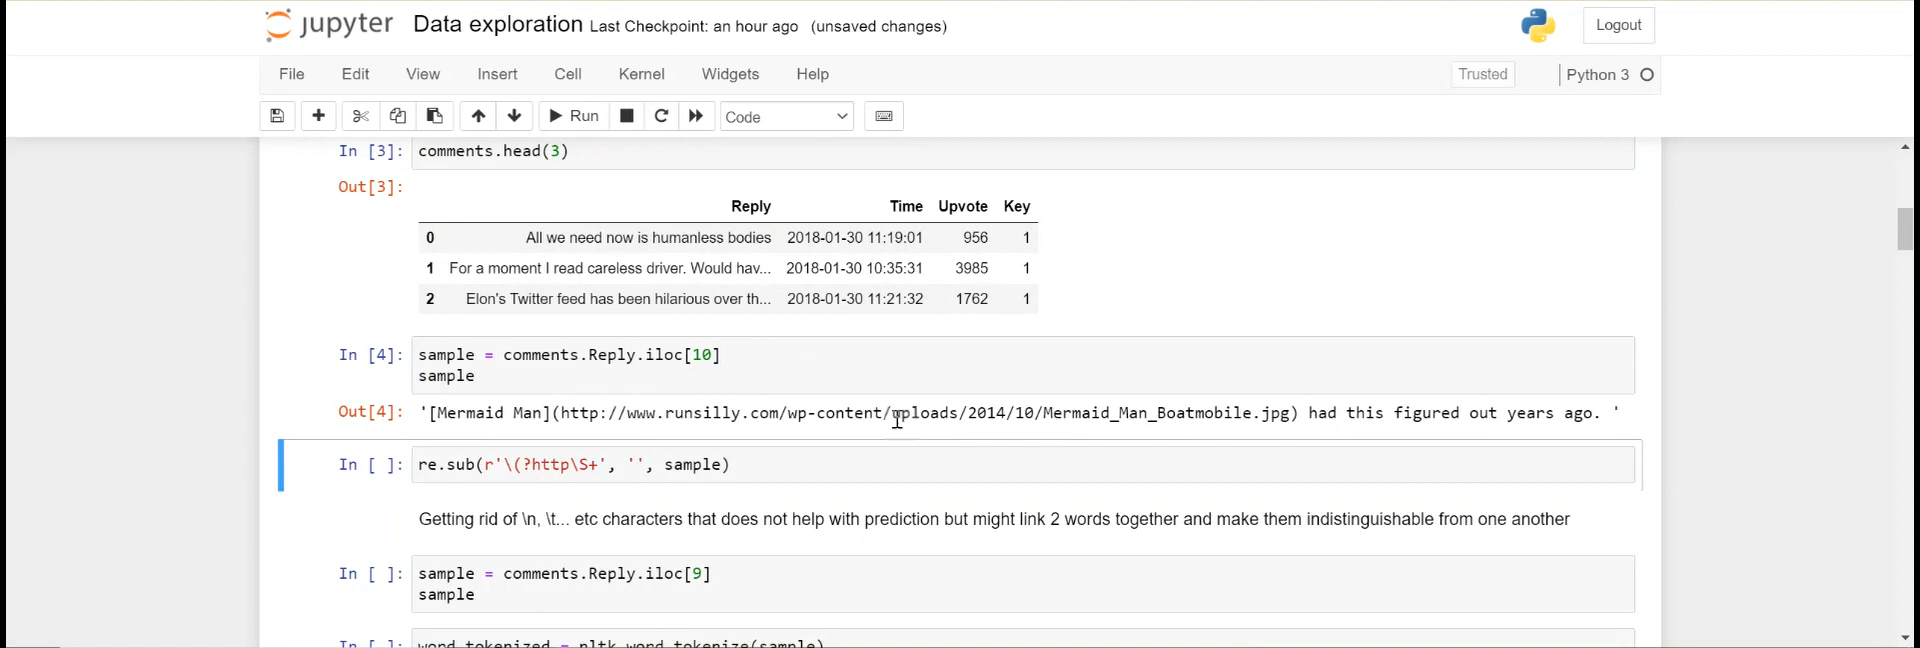 jupyter Data exploration Last Checkpoint: an hour ago (unsaved changes) Logout
File Edit View Insert Cell Kernel Widgets Help Trusted Python 3
Run Code
In [3]: comments.head(3)
Out[3]:
Reply Time Upvote Key
0 All we need now is humanless bodies 2018-01-30 11:19:01 956 1
1 For a moment I read careless driver. Would hav... 2018-01-30 10:35:31 3985 1
2 Elon's Twitter feed has been hilarious over th... 2018-01-30 11:21:32 1762 1
In [4]: sample = comments.Reply.iloc[10]
sample
Out[4]: '[Mermaid Man](http://www.runsilly.com/wp-content/uploads/2014/10/Mermaid_Man_Boatmobile.jpg) had this figured out years ago. '
In [ ]: re.sub(r'\(?http\S+', '', sample)
Getting rid of \n, \t... etc characters that does not help with prediction but might link 2 words together and make them indistinguishable from one another
In [ ]: sample = comments.Reply.iloc[9]
sample
In [ ]: word_tokenized = nltk.word_tokenize(sample)